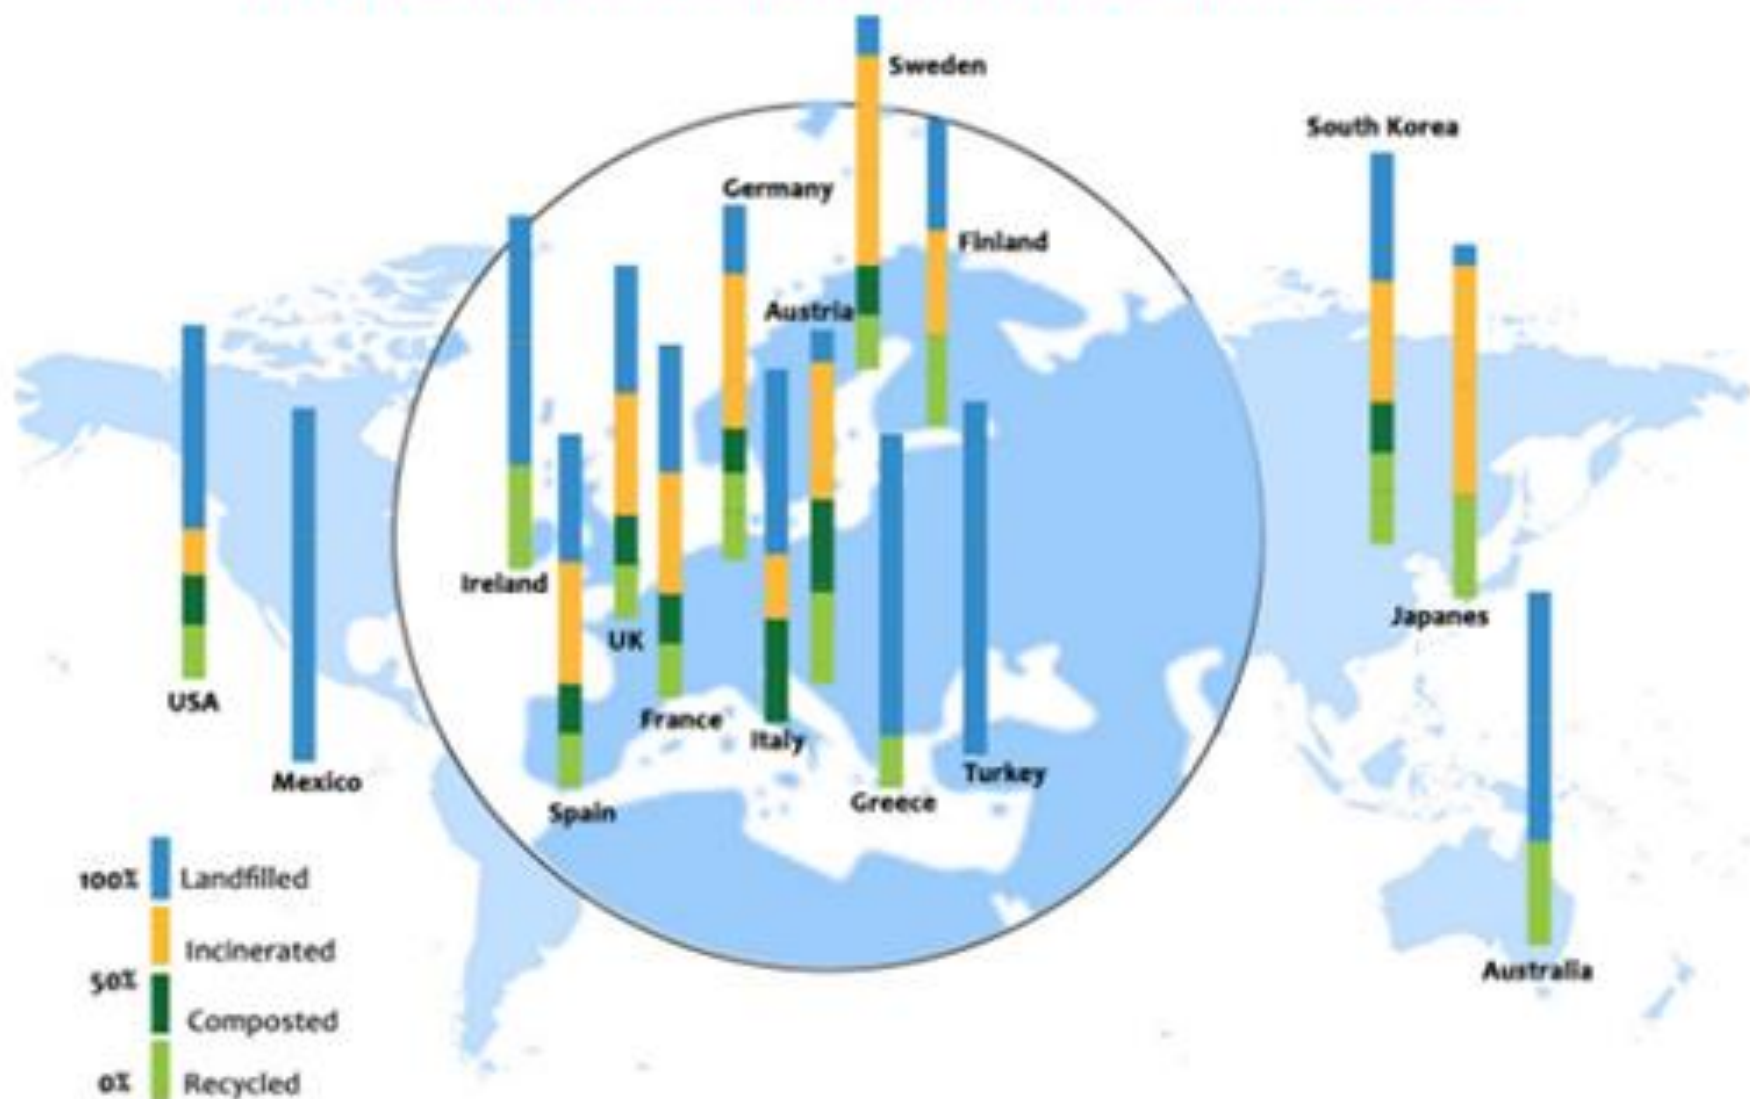 Sweden
South Korea
Germany
Finland
Austria
Ireland
Japanes
UK
USA
France
Italy
Turkey
Mexico
Greece
Spain
100% Landfilled
Incinerated
50%
Composted
0% Recycled
Australia